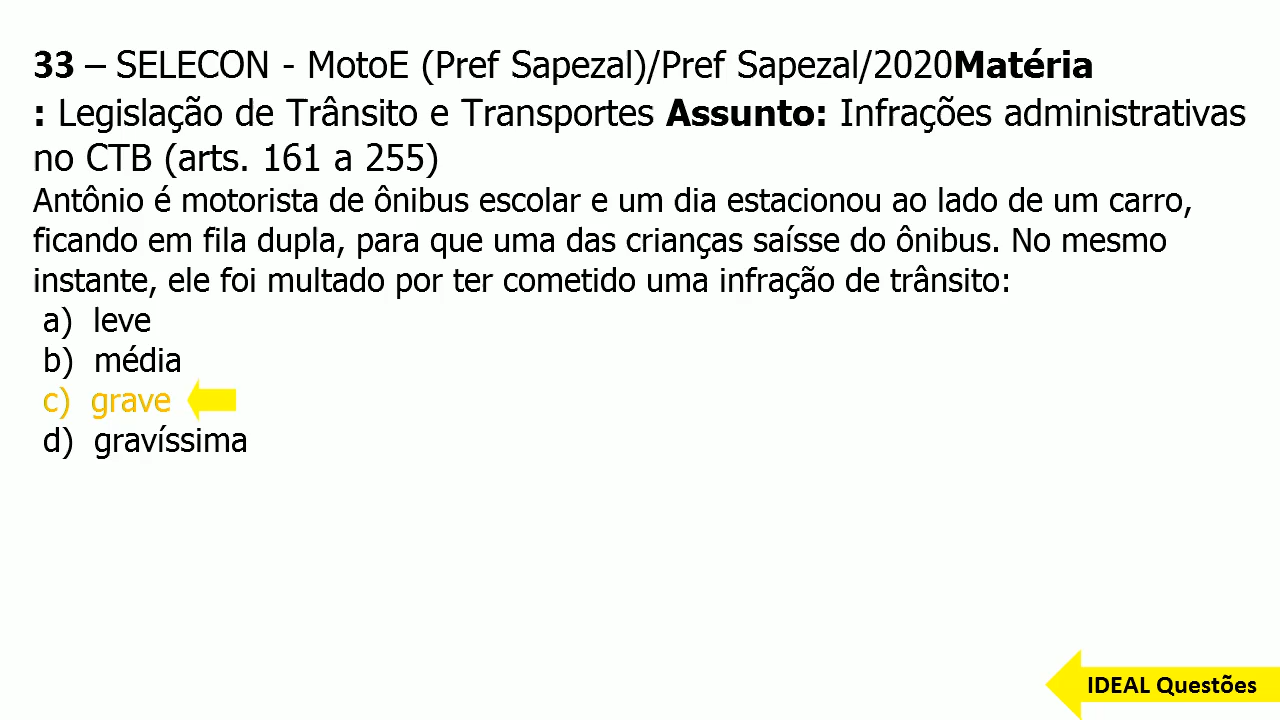 33 – SELECON - MotoE (Pref Sapezal)/Pref Sapezal/2020Matéria
: Legislação de Trânsito e Transportes Assunto: Infrações administrativas
no CTB (arts. 161 a 255)
Antônio é motorista de ônibus escolar e um dia estacionou ao lado de um carro,
ficando em fila dupla, para que uma das crianças saísse do ônibus. No mesmo
instante, ele foi multado por ter cometido uma infração de trânsito:
a) leve
b) média
c) grave
d) gravíssima
IDEAL Questões